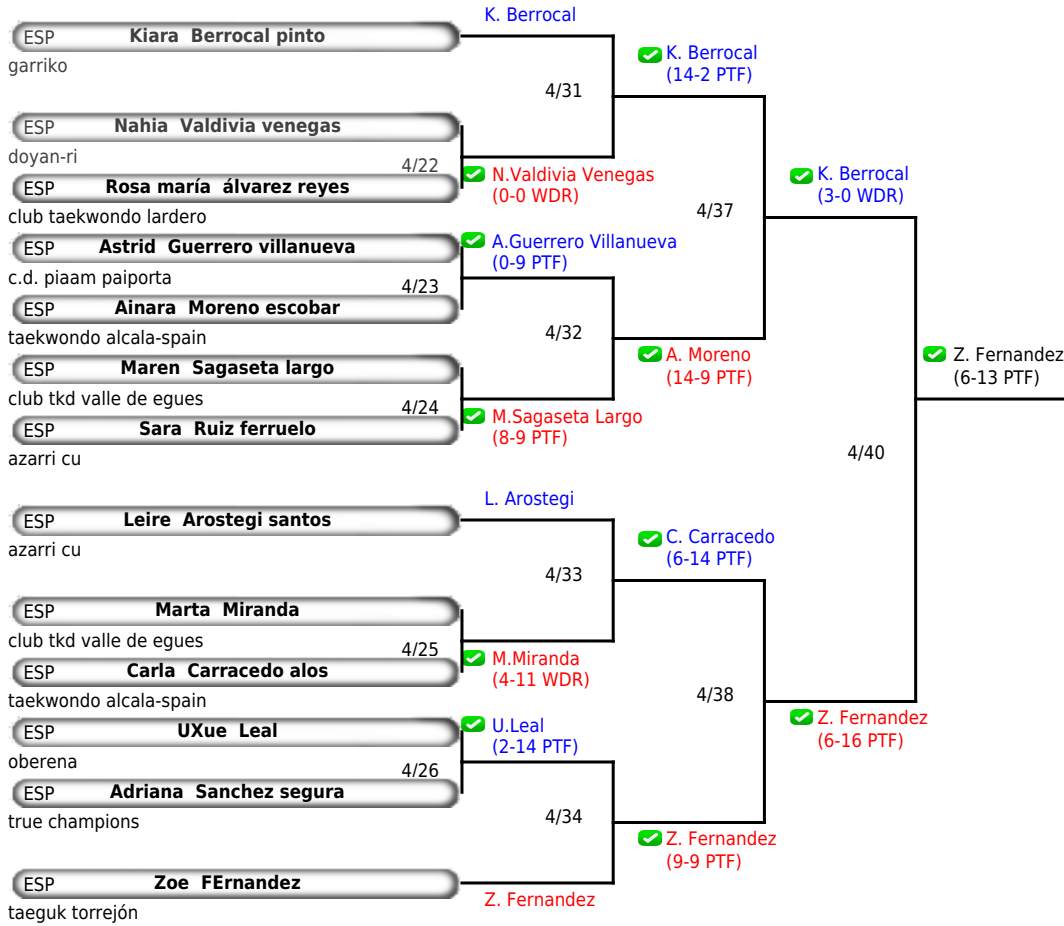 K. Berrocal
ESP Kiara Berrocal pinto
garriko
K. Berrocal
(14-2 PTF)
4/31
ESP Nahia Valdivia venegas
doyan-ri
4/22
N.Valdivia Venegas
(0-0 WDR)
ESP Rosa maría álvarez reyes
club taekwondo lardero
K. Berrocal
(3-0 WDR)
4/37
ESP Astrid Guerrero villanueva
A.Guerrero Villanueva
(0-9 PTF)
c.d. piaam paiporta
4/23
ESP Ainara Moreno escobar
taekwondo alcala-spain
4/32
A. Moreno
(14-9 PTF)
ESP Maren Sagaseta largo
club tkd valle de egues
4/24
M.Sagaseta Largo
(8-9 PTF)
ESP Sara Ruiz ferruelo
azarri cu
Z. Fernandez
(6-13 PTF)
4/40
L. Arostegi
ESP Leire Arostegi santos
azarri cu
C. Carracedo
(6-14 PTF)
4/33
ESP Marta Miranda
club tkd valle de egues
4/25
M.Miranda
(4-11 WDR)
ESP Carla Carracedo alos
taekwondo alcala-spain
4/38
Z. Fernandez
(6-16 PTF)
ESP UXue Leal
U.Leal
(2-14 PTF)
oberena
4/26
ESP Adriana Sanchez segura
true champions
4/34
Z. Fernandez
(9-9 PTF)
ESP Zoe FErnandez
Z. Fernandez
taeguk torrejón